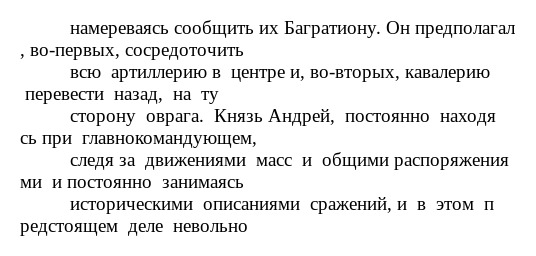 намереваясь сообщить их Багратиону. Он предполагал
, во-первых, сосредоточить
всю артиллерию в центре и, во-вторых, кавалерию
перевести назад, на ту
сторону оврага. Князь Андрей, постоянно находя
сь при главнокомандующем,
следя за движениями масс и общими распоряжения
ми и постоянно занимаясь
историческими описаниями сражений, и в этом п
редстоящем деле невольно